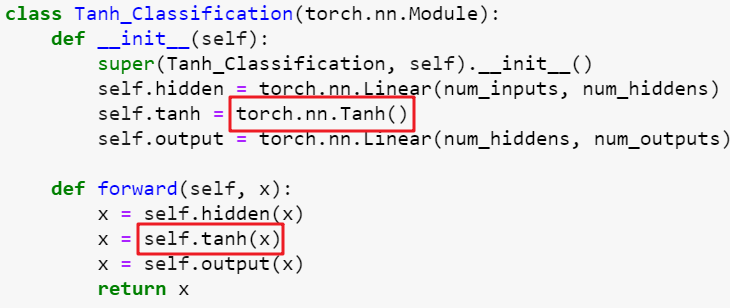 class Tanh_Classification(torch.nn.Module):
    def __init__(self):
        super(Tanh_Classification, self).__init__()
        self.hidden = torch.nn.Linear(num_inputs, num_hiddens)
        self.tanh = torch.nn.Tanh()
        self.output = torch.nn.Linear(num_hiddens, num_outputs)

    def forward(self, x):
        x = self.hidden(x)
        x = self.tanh(x)
        x = self.output(x)
        return x